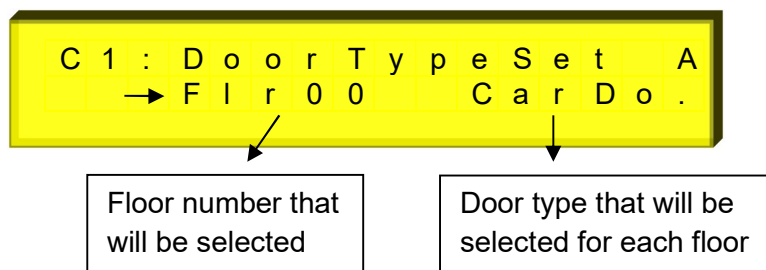 C1: DoorTypeSet A
→Flr00 CarDo.
Floor number that
will be selected
Door type that will be
selected for each floor